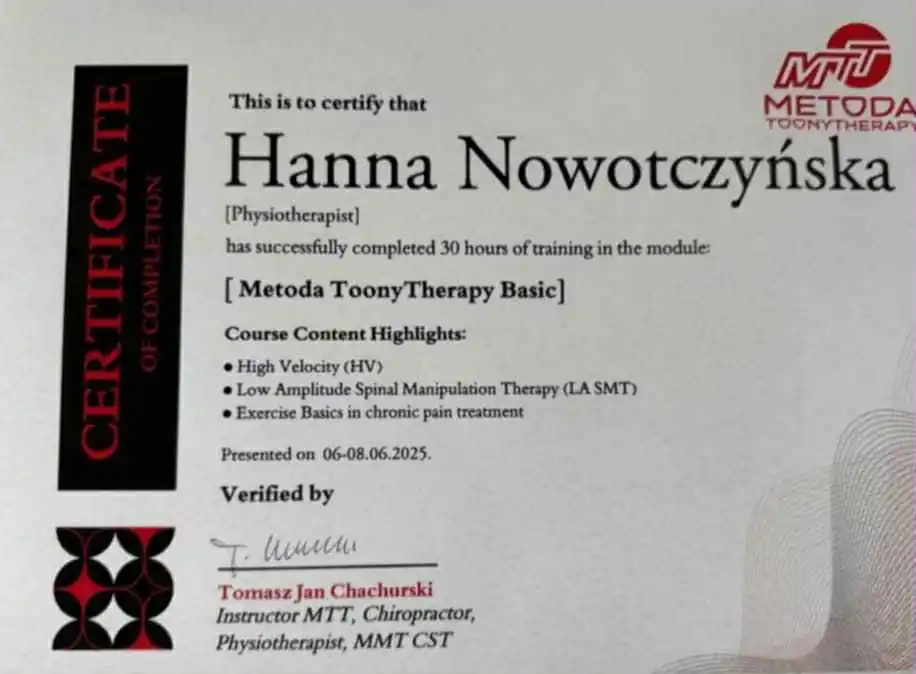 CERTIFICATE
OF COMPLETION
MTT
METODA
TOONYTHERAPY
This is to certify that
Hanna Nowotczyńska
[Physiotherapist]
has successfully completed 30 hours of training in the module:
[ Metoda ToonyTherapy Basic]
Course Content Highlights:
• High Velocity (HV)
• Low Amplitude Spinal Manipulation Therapy (LA SMT)
• Exercise Basics in chronic pain treatment
Presented on 06-08.06.2025.
Verified by
Tomasz Jan Chachurski
Instructor MTT, Chiropractor,
Physiotherapist, MMT CST